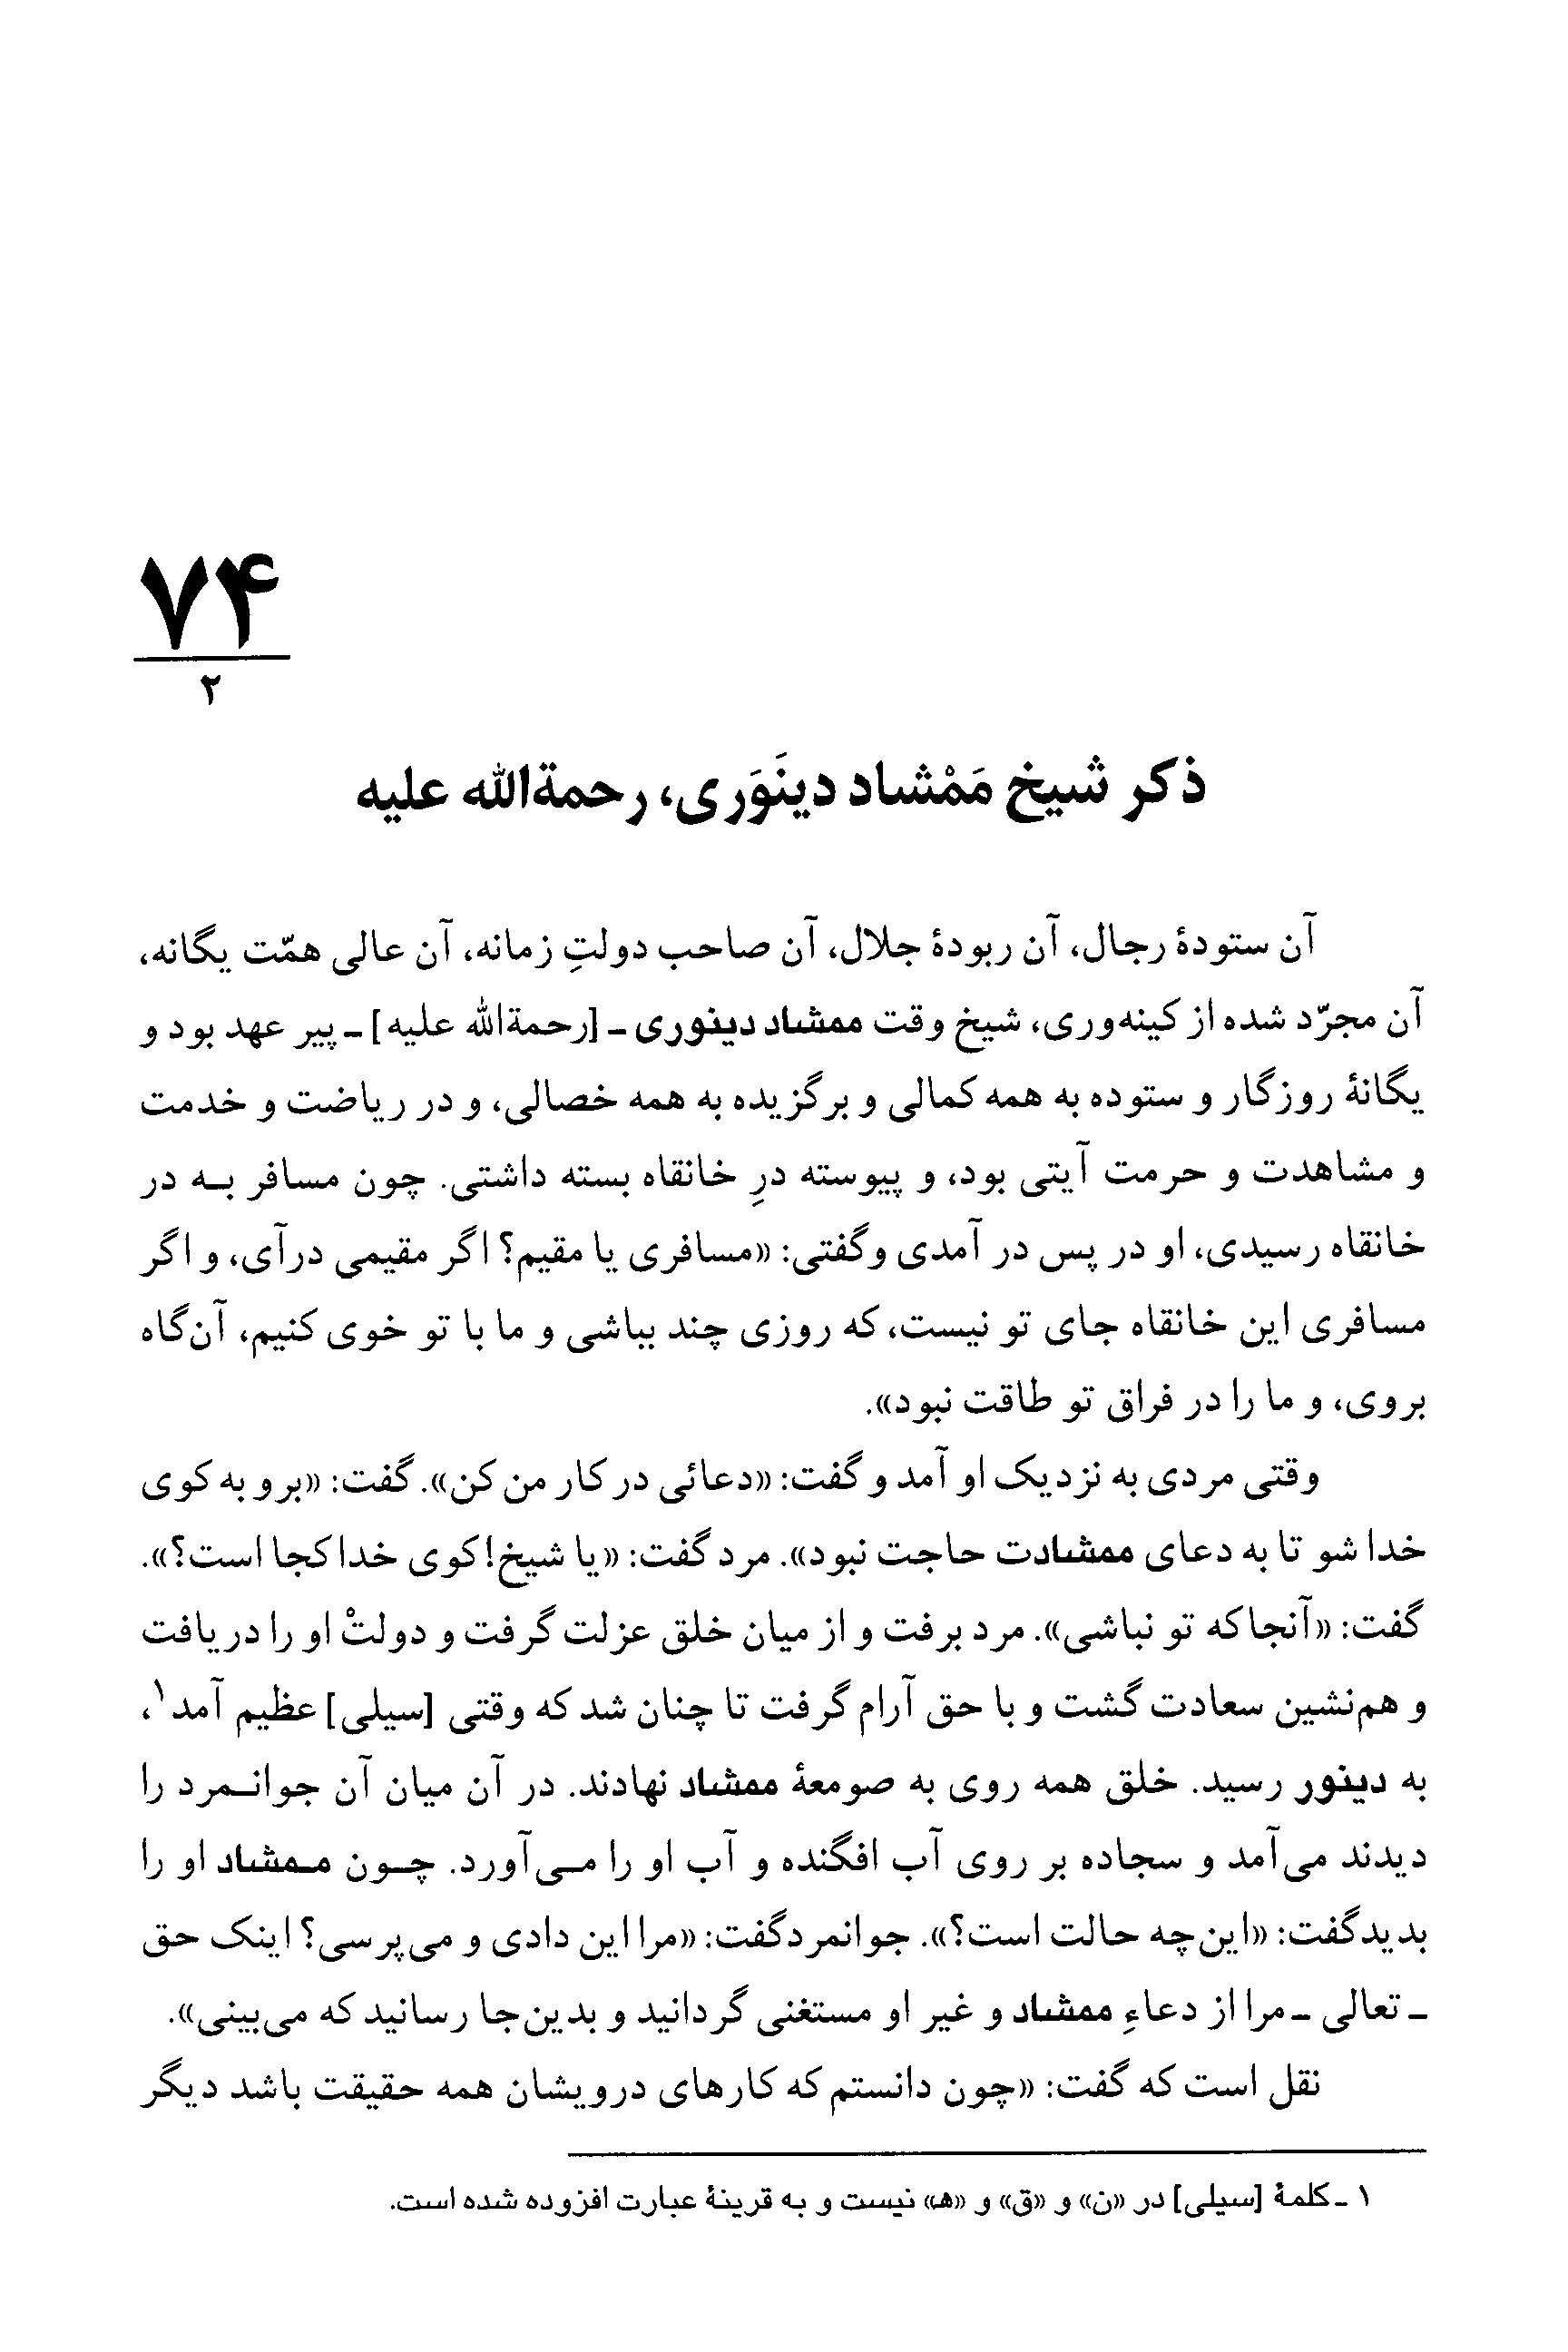 ۷۴
۲
ذکر شیخ مَمْشاد دینَوَری، رحمةالله علیه
آن ستودهٔ رجال، آن ربودهٔ جلال، آن صاحب دولتِ زمانه، آن عالی همّت یگانه،
آن مجرّد شده از کینه‌وری، شیخ وقت ممشاد دینوری ـ [رحمةالله علیه] ـ پیر عهد بود و
یگانهٔ روزگار و ستوده به همه کمالی و برگزیده به همه خصالی، و در ریاضت و خدمت
و مشاهدت و حرمت آیتی بود، و پیوسته درِ خانقاه بسته داشتی. چون مسافر بـه در
خانقاه رسیدی، او در پس در آمدی وگفتی: «مسافری یا مقیم؟ اگر مقیمی درآی، و اگر
مسافری این خانقاه جای تو نیست، که روزی چند بباشی و ما با تو خوی کنیم، آن‌گاه
بروی، و ما را در فراق تو طاقت نبود».
وقتی مردی به نزدیک او آمد و گفت: «دعائی در کار من کن». گفت: «برو به کوی
خدا شو تا به دعای ممشادت حاجت نبود». مرد گفت: «یا شیخ! کوی خدا کجا است؟».
گفت: «آنجاکه تو نباشی». مرد برفت و از میان خلق عزلت گرفت و دولتْ او را دریافت
و هم‌نشین سعادت گشت و با حق آرام گرفت تا چنان شد که وقتی [سیلی] عظیم آمد۱،
به دینور رسید. خلق همه روی به صومعهٔ ممشاد نهادند. در آن میان آن جوانـمرد را
دیدند می‌آمد و سجاده بر روی آب افگنده و آب او را مـی‌آورد. چـون مـمشاد او را
بدید گفت: «این‌چه حالت است؟». جوانمرد گفت: «مرا این دادی و می‌پرسی؟ اینک حق
ـ تعالی ـ مرا از دعاءِ ممشاد و غیر او مستغنی گردانید و بدین‌جا رسانید که می‌بینی».
نقل است که گفت: «چون دانستم که کارهای درویشان همه حقیقت باشد دیگر
۱ ـ کلمهٔ [سیلی] در «ن» و «ق» و «هـ» نیست و به قرینهٔ عبارت افزوده شده است.